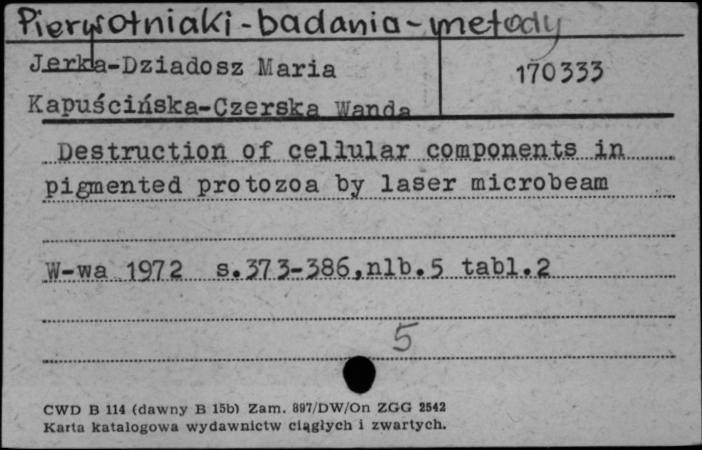 Pierwotniaki-badania-metody
Jerka-Dziadosz Maria
170333
Kapuścińska-Czerska Wanda
Destruction of cellular components in
pigmented protozoa by laser microbeam
W-wa 1972 s.373-386,nlb.5 tabl.2
5
CWD B 114 (dawny B 15b) Zam. 897/DW/On ZGG 2542
Karta katalogowa wydawnictw ciągłych i zwartych.